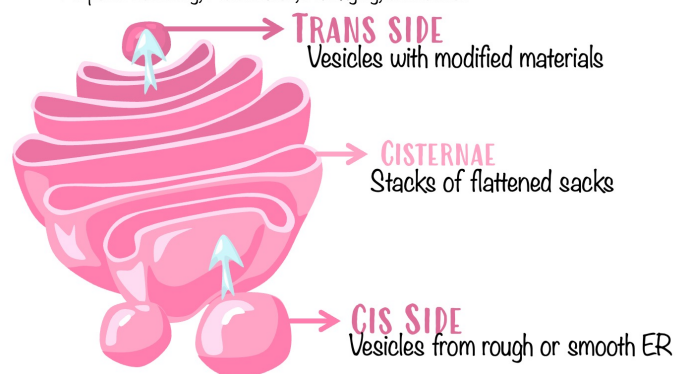 TRANS SIDE
Vesicles with modified materials
CISTERNAE
Stacks of flattened sacks
CIS SIDE
Vesicles from rough or smooth ER